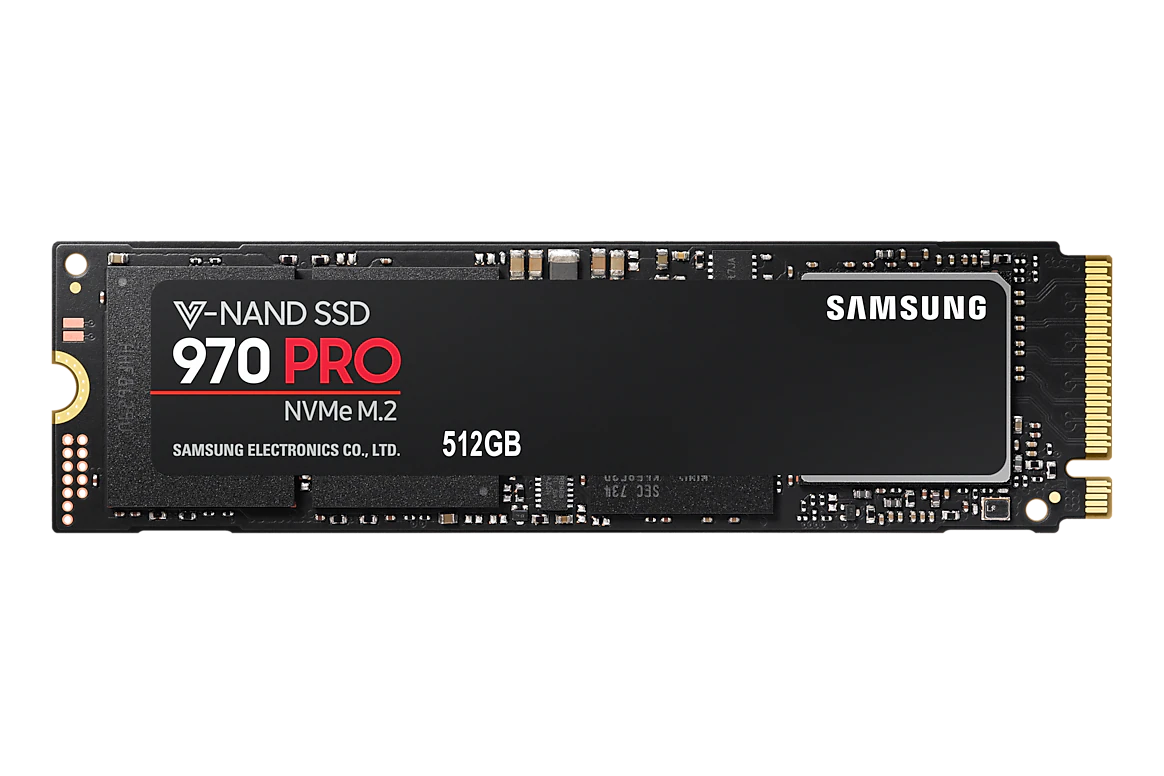 V-NAND SSD
SAMSUNG
970 PRO
NVMe M.2
SAMSUNG ELECTRONICS CO., LTD.
512GB
SEC 734